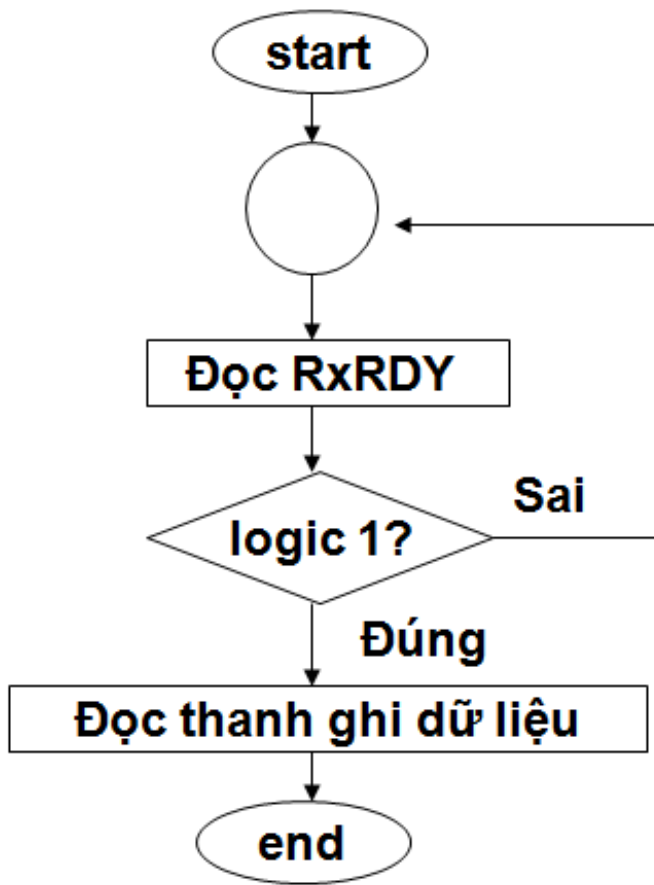 start
Đọc RxRDY
logic 1?
Sai
Đúng
Đọc thanh ghi dữ liệu
end